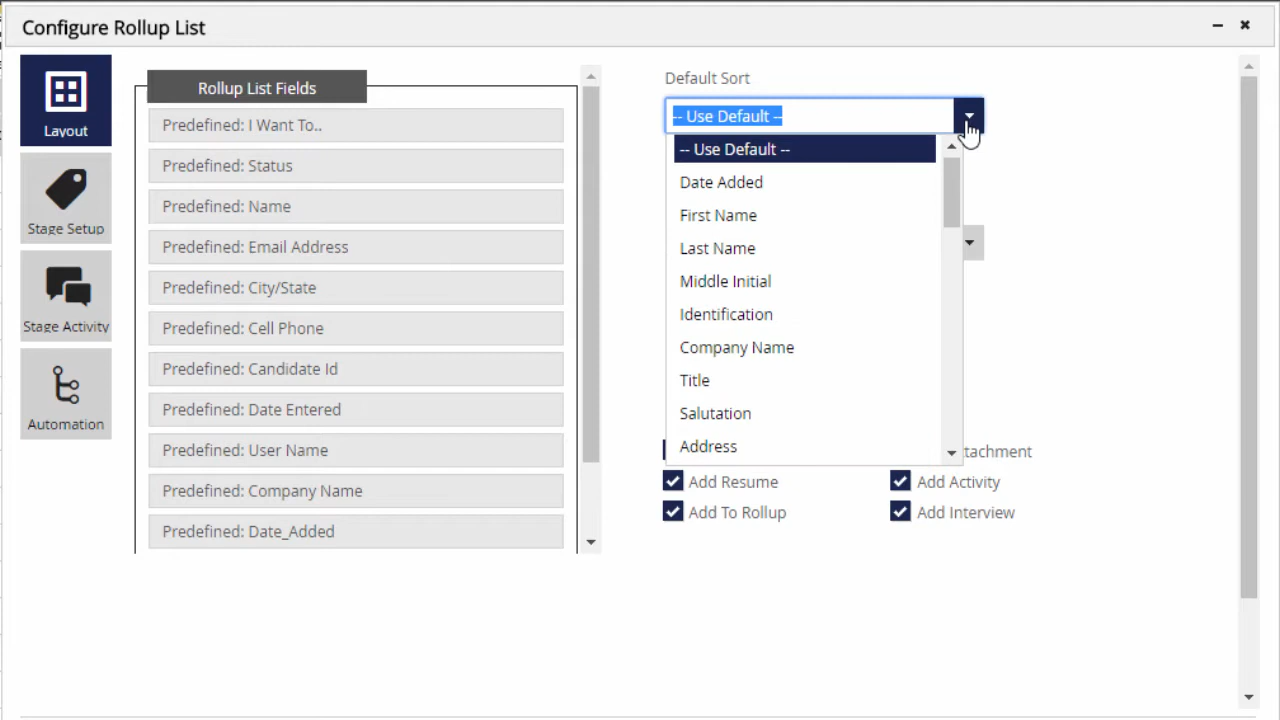 Configure Rollup List
Layout
Stage Setup
Stage Activity
Automation
Rollup List Fields
Predefined: I Want To..
Predefined: Status
Predefined: Name
Predefined: Email Address
Predefined: City/State
Predefined: Cell Phone
Predefined: Candidate Id
Predefined: Date Entered
Predefined: User Name
Predefined: Company Name
Predefined: Date_Added
Default Sort
-- Use Default --
-- Use Default --
Date Added
First Name
Last Name
Middle Initial
Identification
Company Name
Title
Salutation
Address
tachment
Add Resume
Add Activity
Add To Rollup
Add Interview